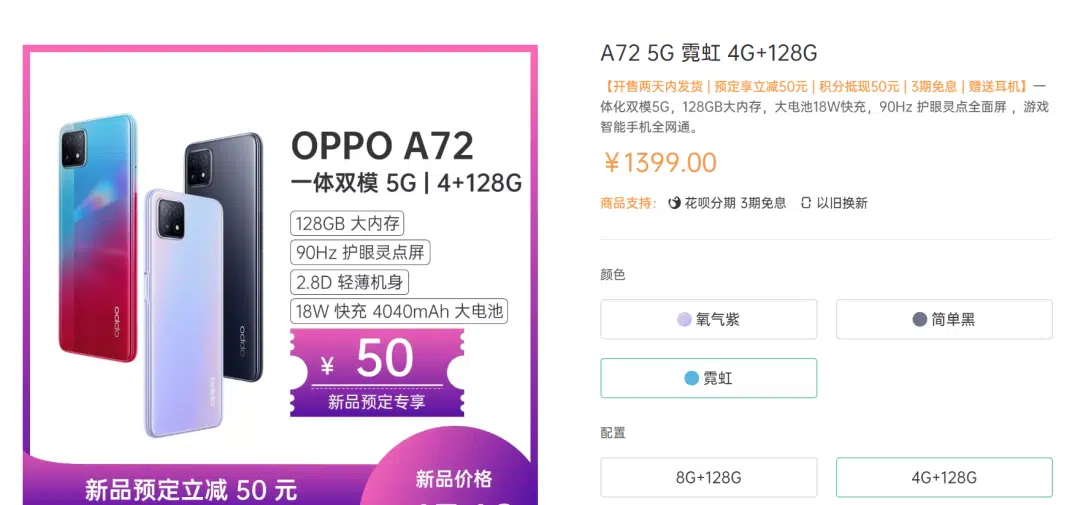 OPPO A72
一体双模 5G | 4+128G
128GB 大内存
90Hz 护眼灵点屏
2.8D 轻薄机身
18W 快充 4040mAh 大电池
¥ 50
新品预定专享
oppo
oppo
oppo
新品预定立减 50 元
新品价格
A72 5G 霓虹 4G+128G
【开售两天内发货 | 预定享立减50元 | 积分抵现50元 | 3期免息 | 赠送耳机】一
体化双模5G，128GB大内存，大电池18W快充，90Hz 护眼灵点全面屏 ，游戏
智能手机全网通。
￥1399.00
商品支持： 花呗分期 3期免息 以旧换新
颜色
氧气紫 简单黑
霓虹
配置
8G+128G 4G+128G